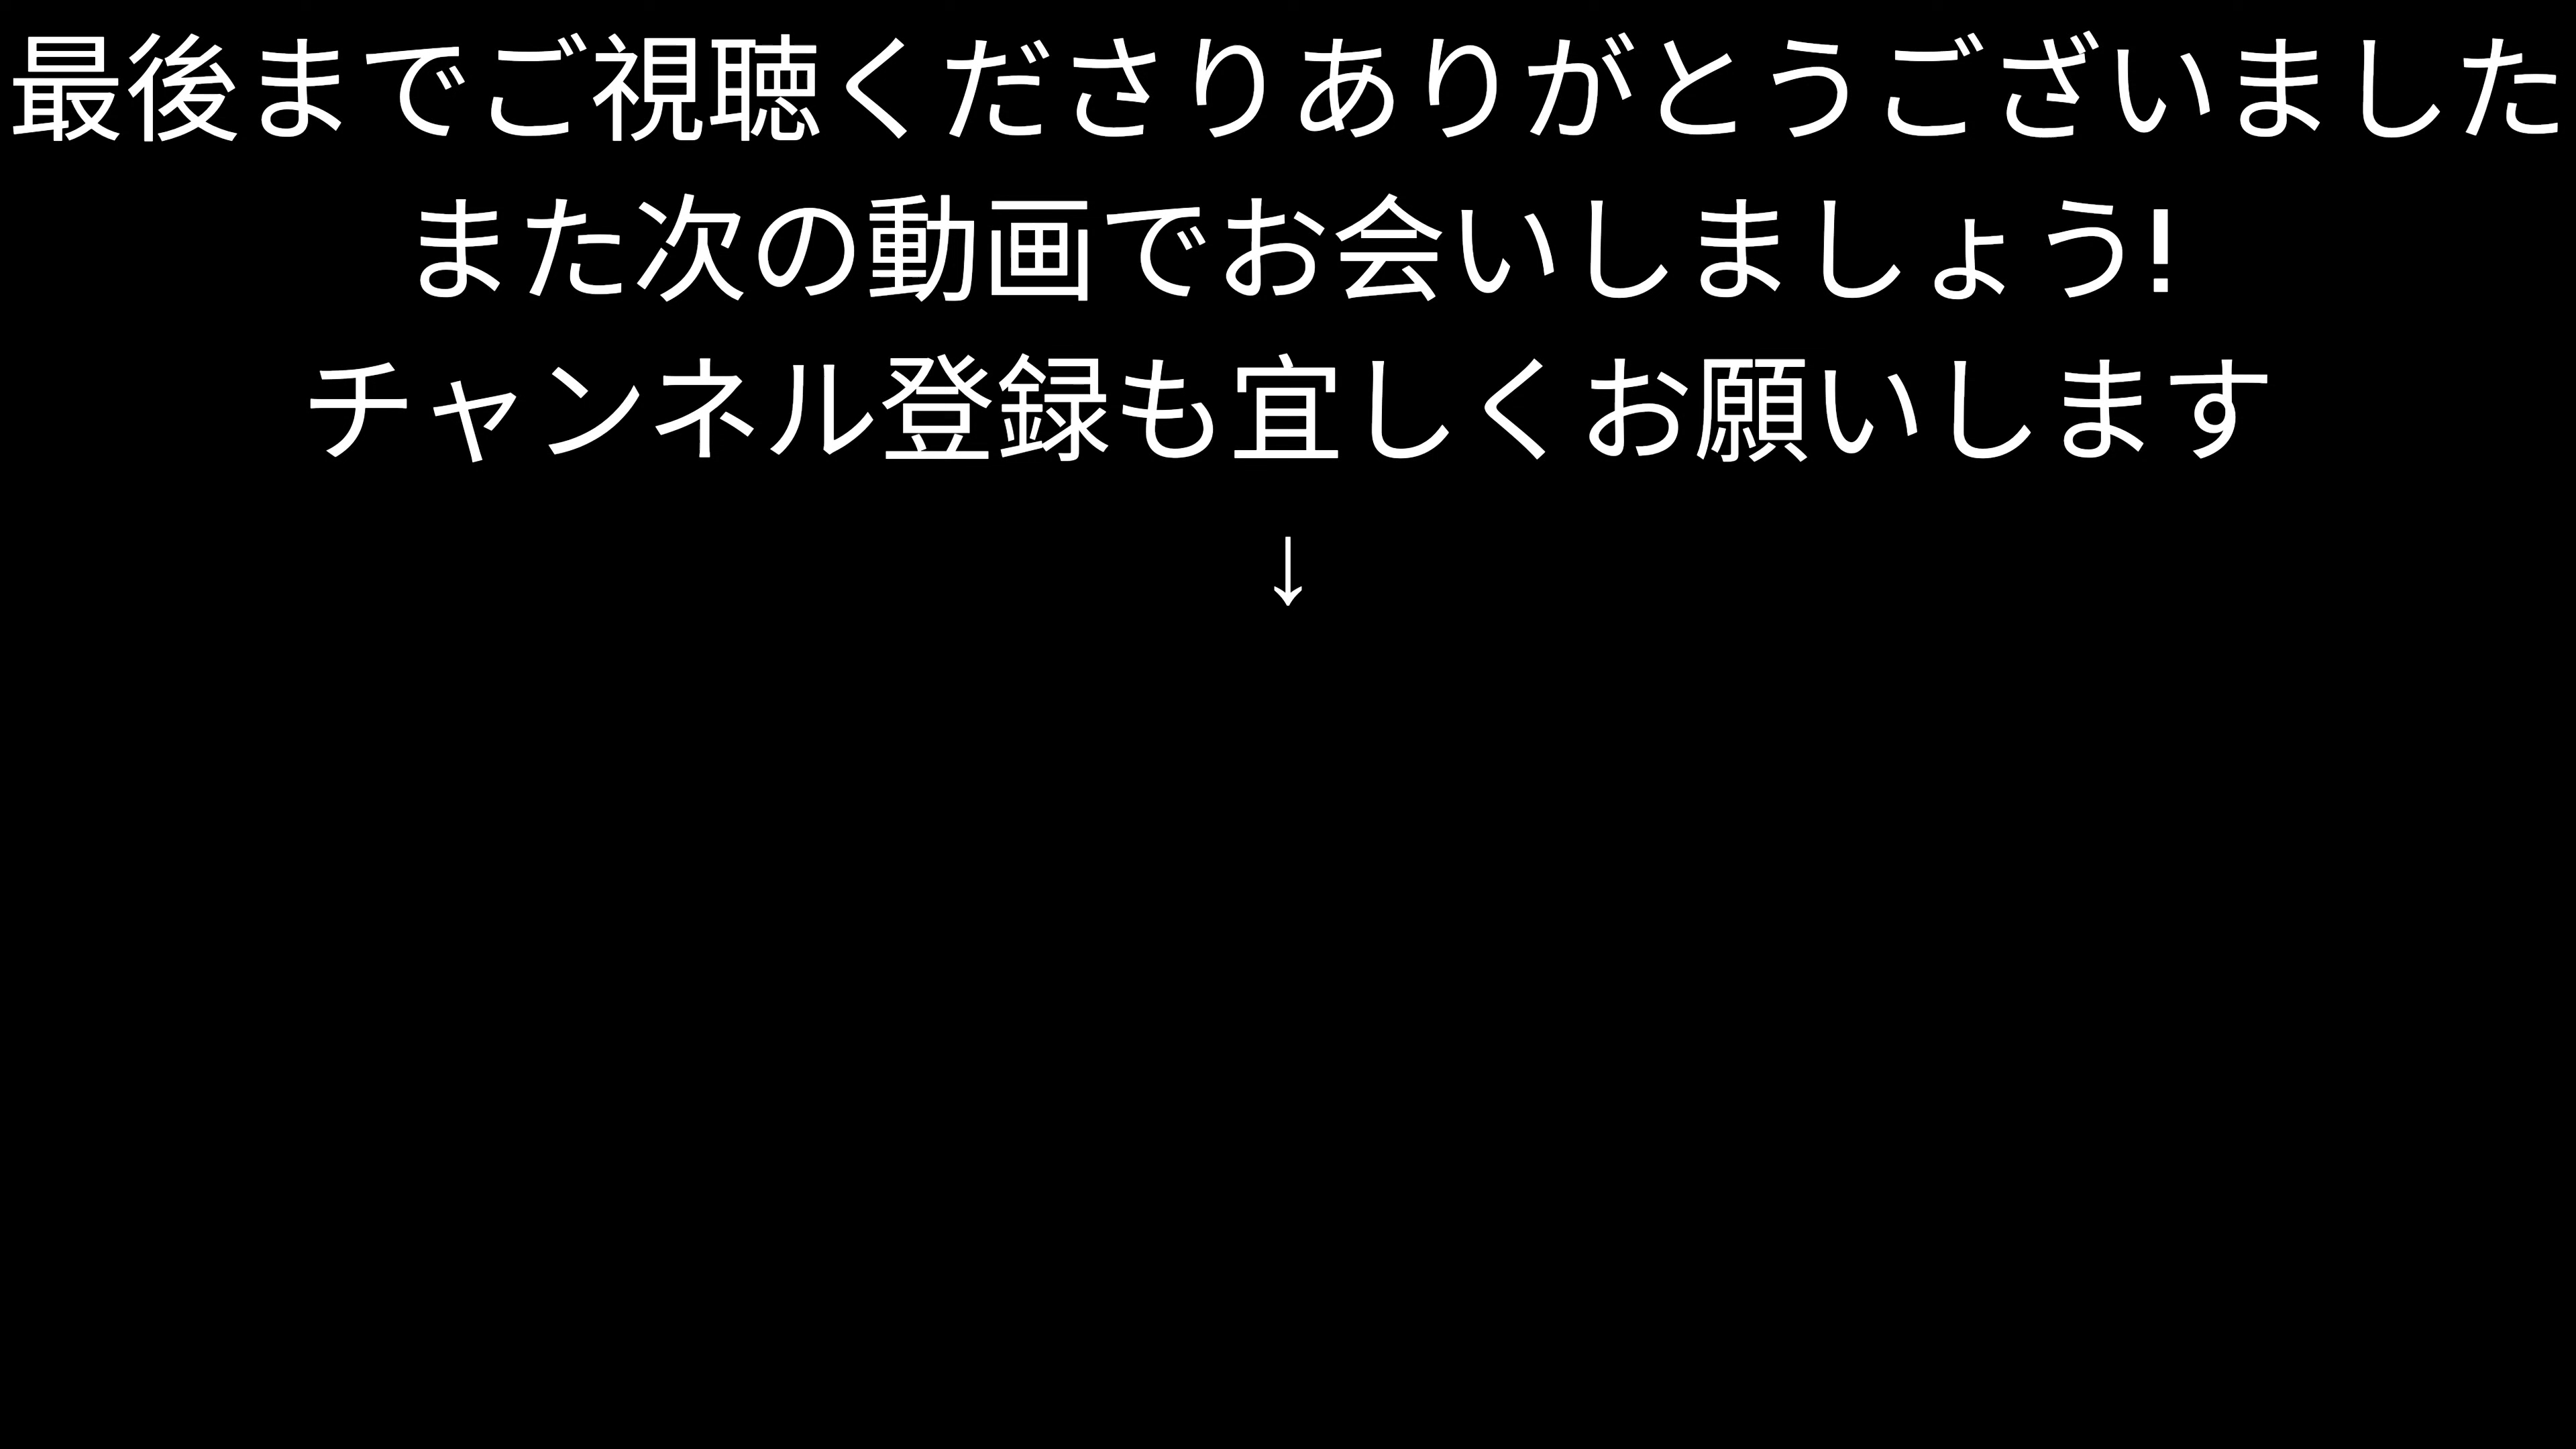 最後までご視聴くださりありがとうございました
また次の動画でお会いしましょう!
チャンネル登録も宜しくお願いします
↓